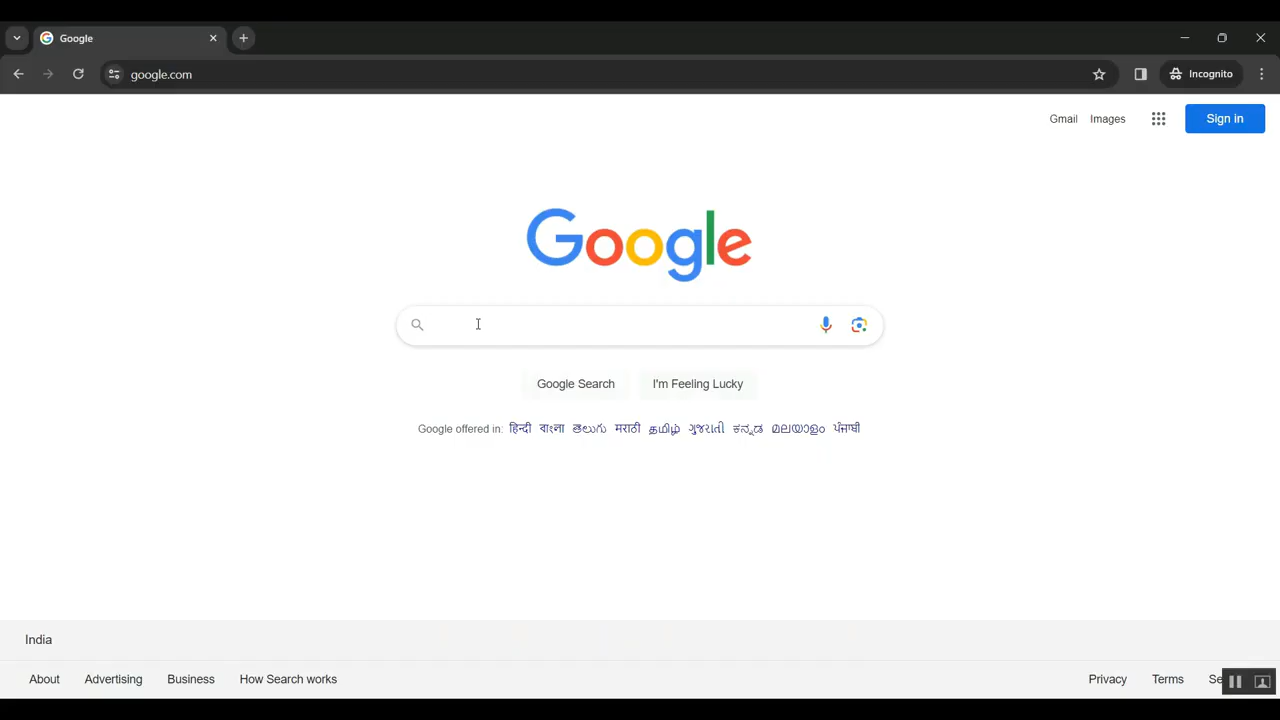 Google
google.com
Incognito
Gmail Images Sign in
Google
Google Search I'm Feeling Lucky
Google offered in: हिन्दी বাংলা తెలుగు मराठी தமிழ் ગુજરાતી ಕನ್ನಡ മലയാളം ਪੰਜਾਬੀ
India
About Advertising Business How Search works Privacy Terms Se